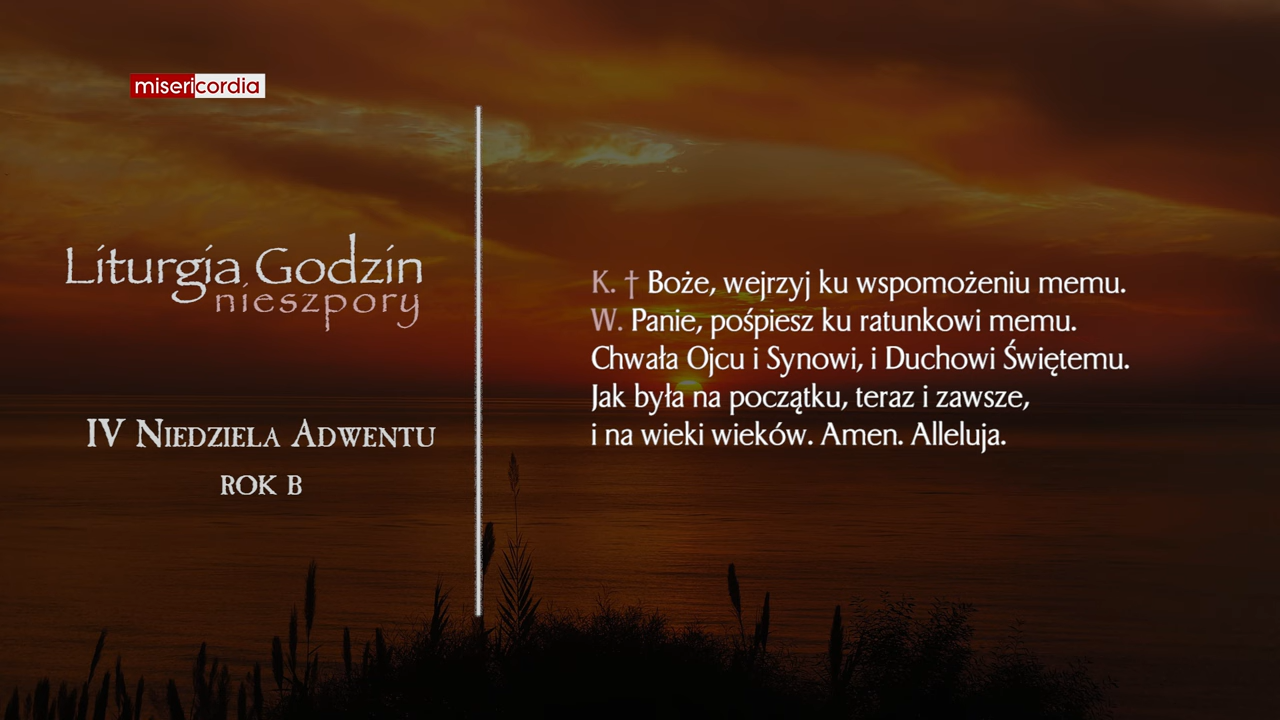 misericordia
Liturgia Godzin
nieszpory
IV Niedziela Adwentu
rok B
K. † Boże, wejrzyj ku wspomożeniu memu.
W. Panie, pośpiesz ku ratunkowi memu.
Chwała Ojcu i Synowi, i Duchowi Świętemu.
Jak była na początku, teraz i zawsze,
i na wieki wieków. Amen. Alleluja.